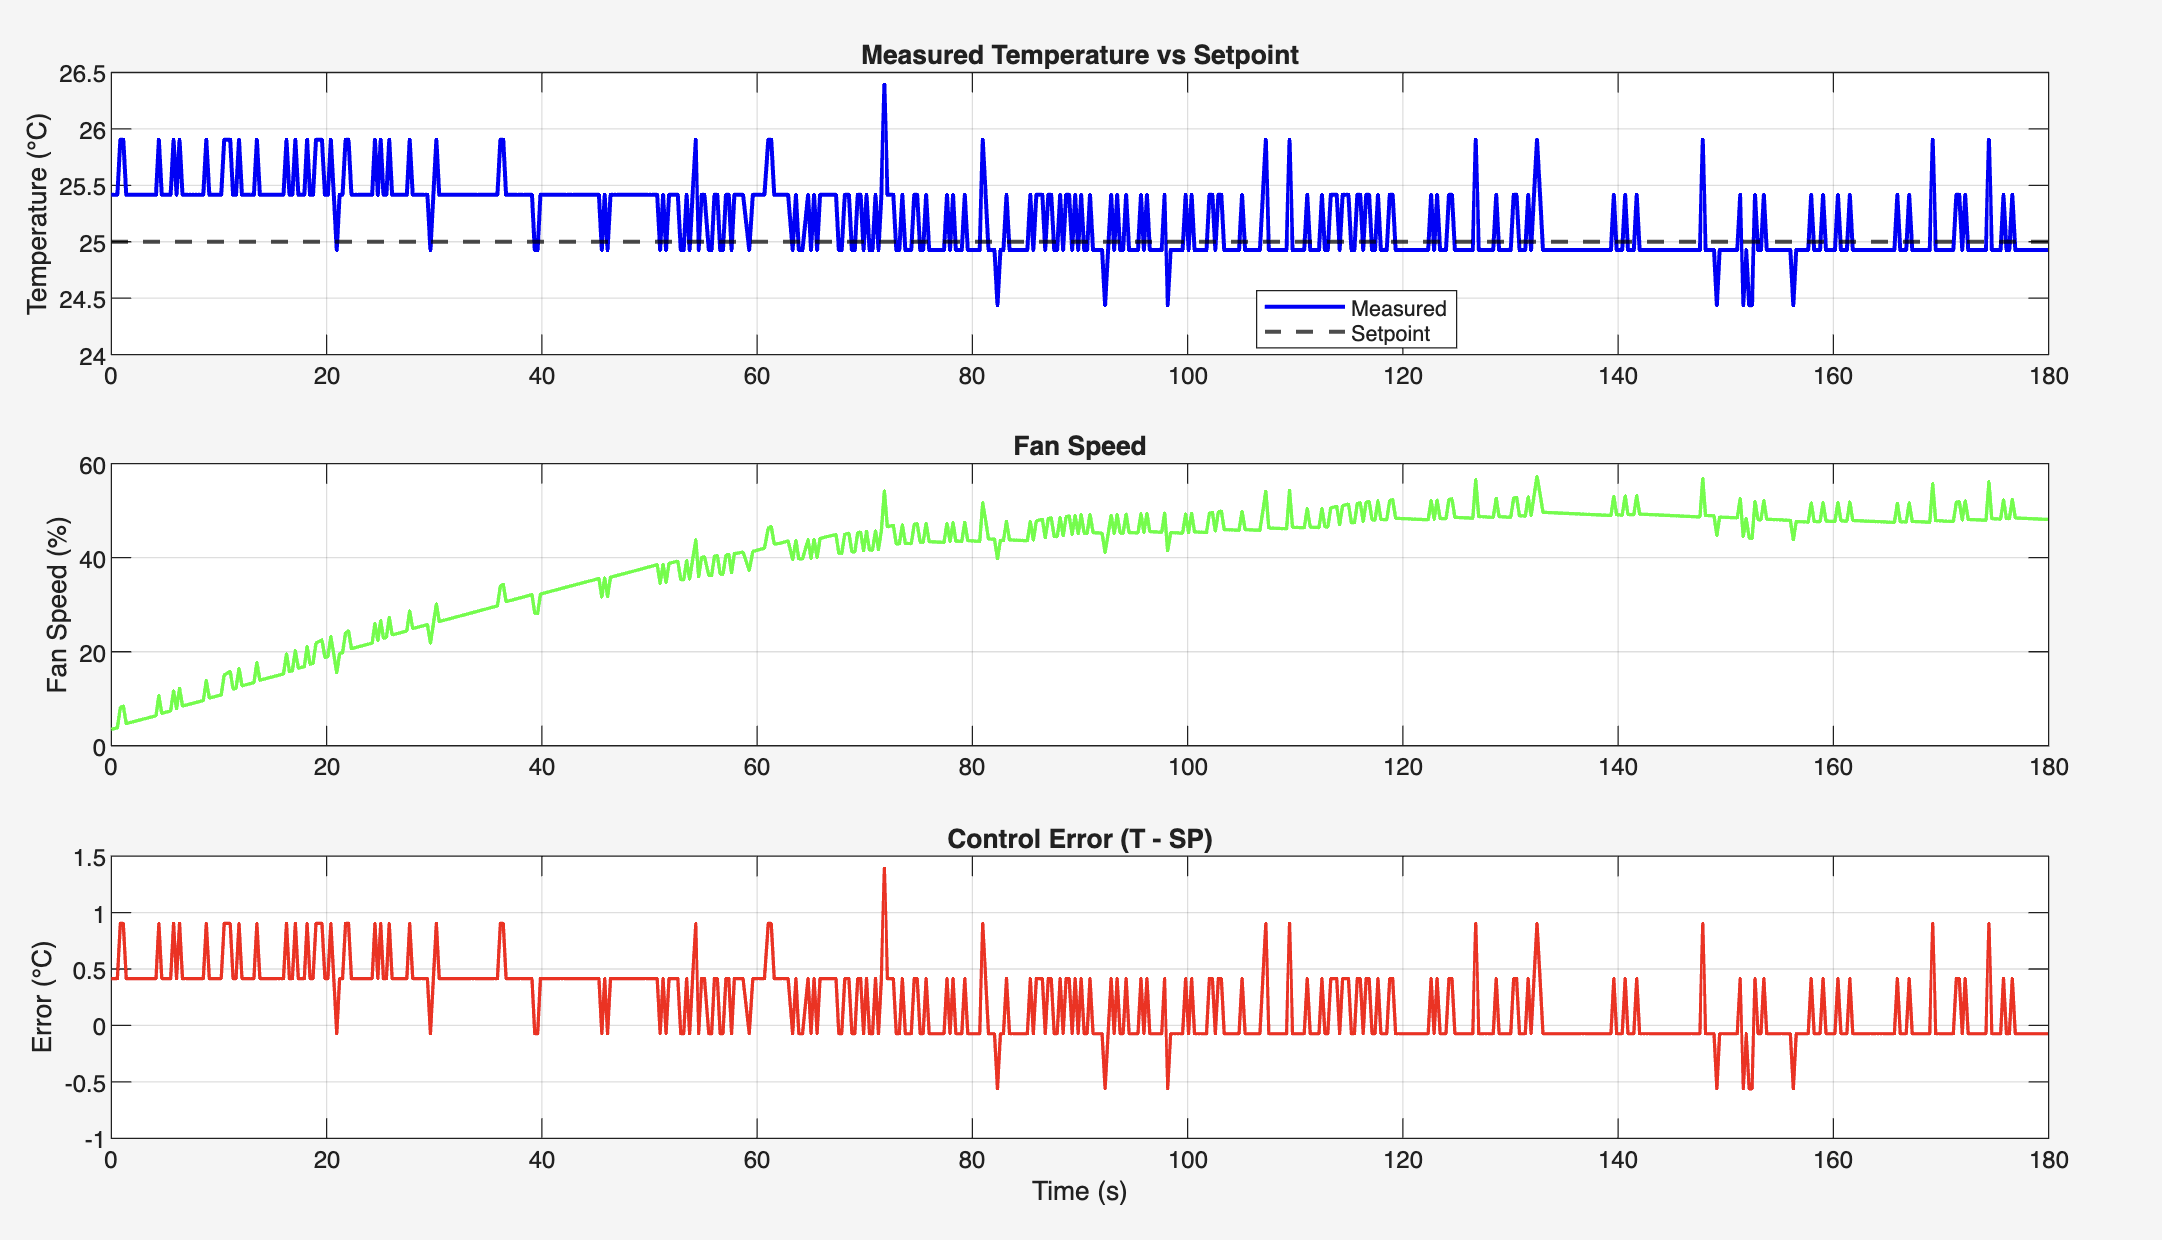 Measured Temperature vs Setpoint
Temperature (°C)
26.5
26
25.5
25
24.5
24
0 20 40 60 80 100 120 140 160 180
Measured
Setpoint
Fan Speed
Fan Speed (%)
60
40
20
0
0 20 40 60 80 100 120 140 160 180
Control Error (T - SP)
Error (°C)
1.5
1
0.5
0
-0.5
-1
0 20 40 60 80 100 120 140 160 180
Time (s)